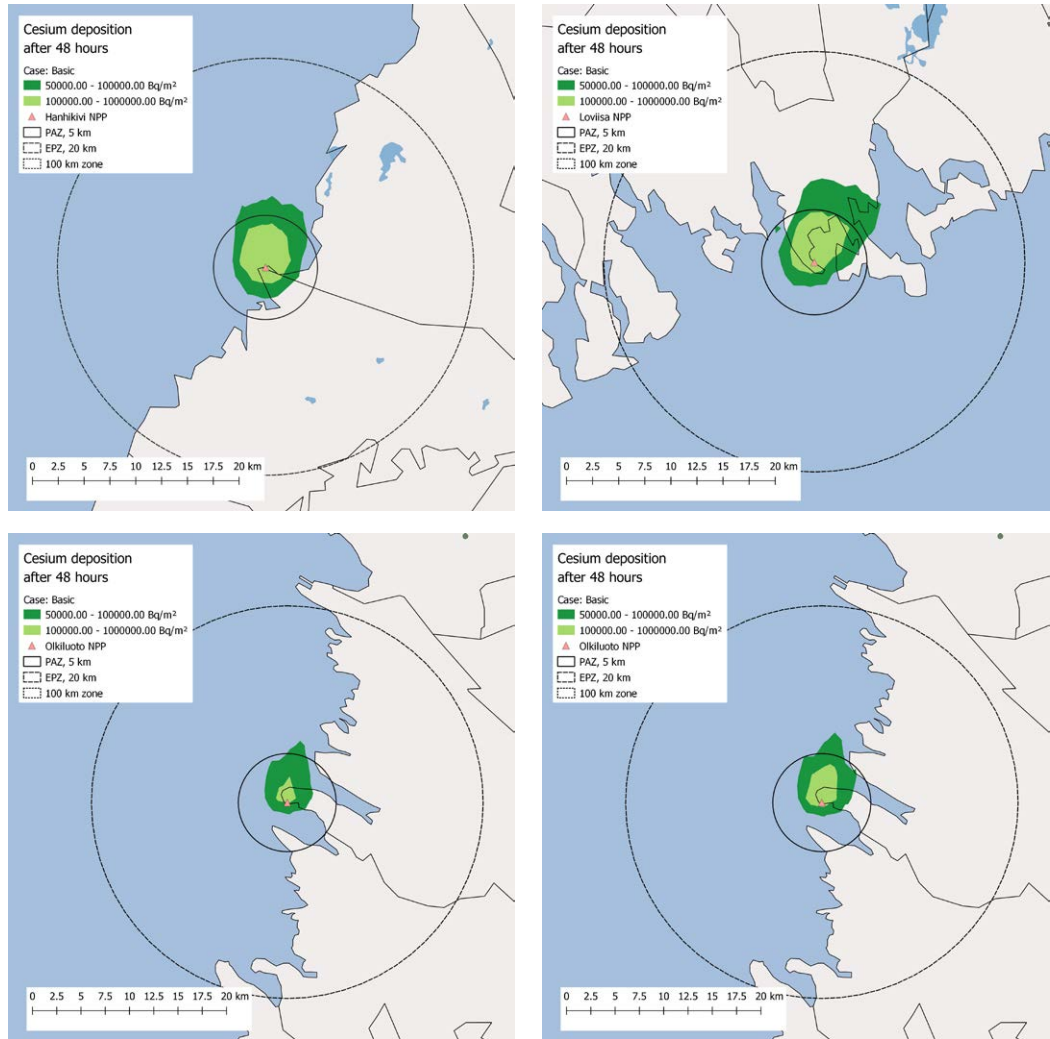 Cesium deposition
after 48 hours
Case: Basic
50000.00 - 100000.00 Bq/m²
100000.00 - 1000000.00 Bq/m²
Hanhikivi NPP
PAZ, 5 km
EPZ, 20 km
100 km zone
0 2.5 5 7.5 10 12.5 15 17.5 20 km
Cesium deposition
after 48 hours
Case: Basic
50000.00 - 100000.00 Bq/m²
100000.00 - 1000000.00 Bq/m²
Loviisa NPP
PAZ, 5 km
EPZ, 20 km
100 km zone
0 2.5 5 7.5 10 12.5 15 17.5 20 km
Cesium deposition
after 48 hours
Case: Basic
50000.00 - 100000.00 Bq/m²
100000.00 - 1000000.00 Bq/m²
Olkiluoto NPP
PAZ, 5 km
EPZ, 20 km
100 km zone
0 2.5 5 7.5 10 12.5 15 17.5 20 km
Cesium deposition
after 48 hours
Case: Basic
50000.00 - 100000.00 Bq/m²
100000.00 - 1000000.00 Bq/m²
Olkiluoto NPP
PAZ, 5 km
EPZ, 20 km
100 km zone
0 2.5 5 7.5 10 12.5 15 17.5 20 km